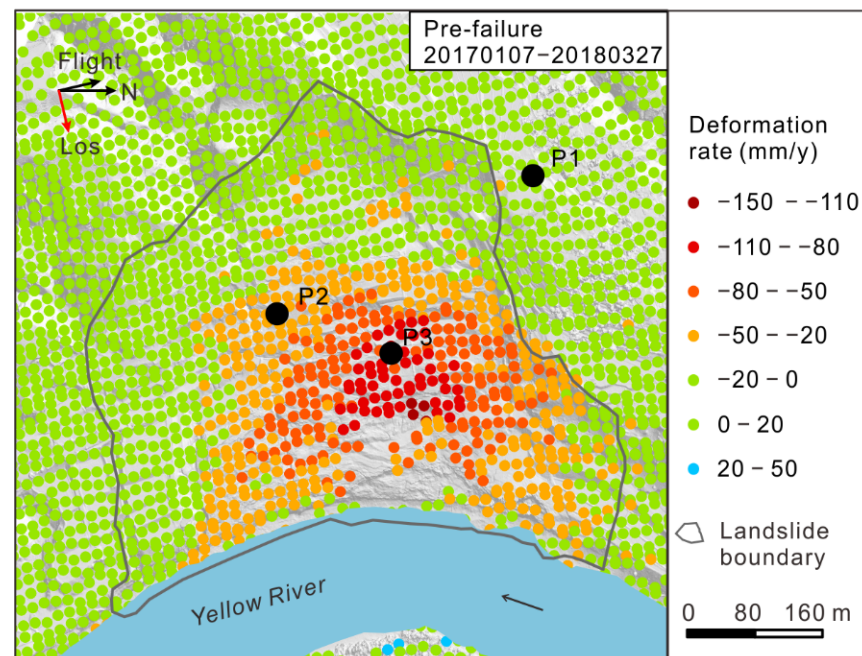 Pre-failure
20170107−20180327
Flight
N
Los
P1
P2
P3
Yellow River
Deformation
rate (mm/y)
−150 − −110
−110 − −80
−80 − −50
−50 − −20
−20 − 0
0 − 20
20 − 50
Landslide
boundary
0 80 160 m